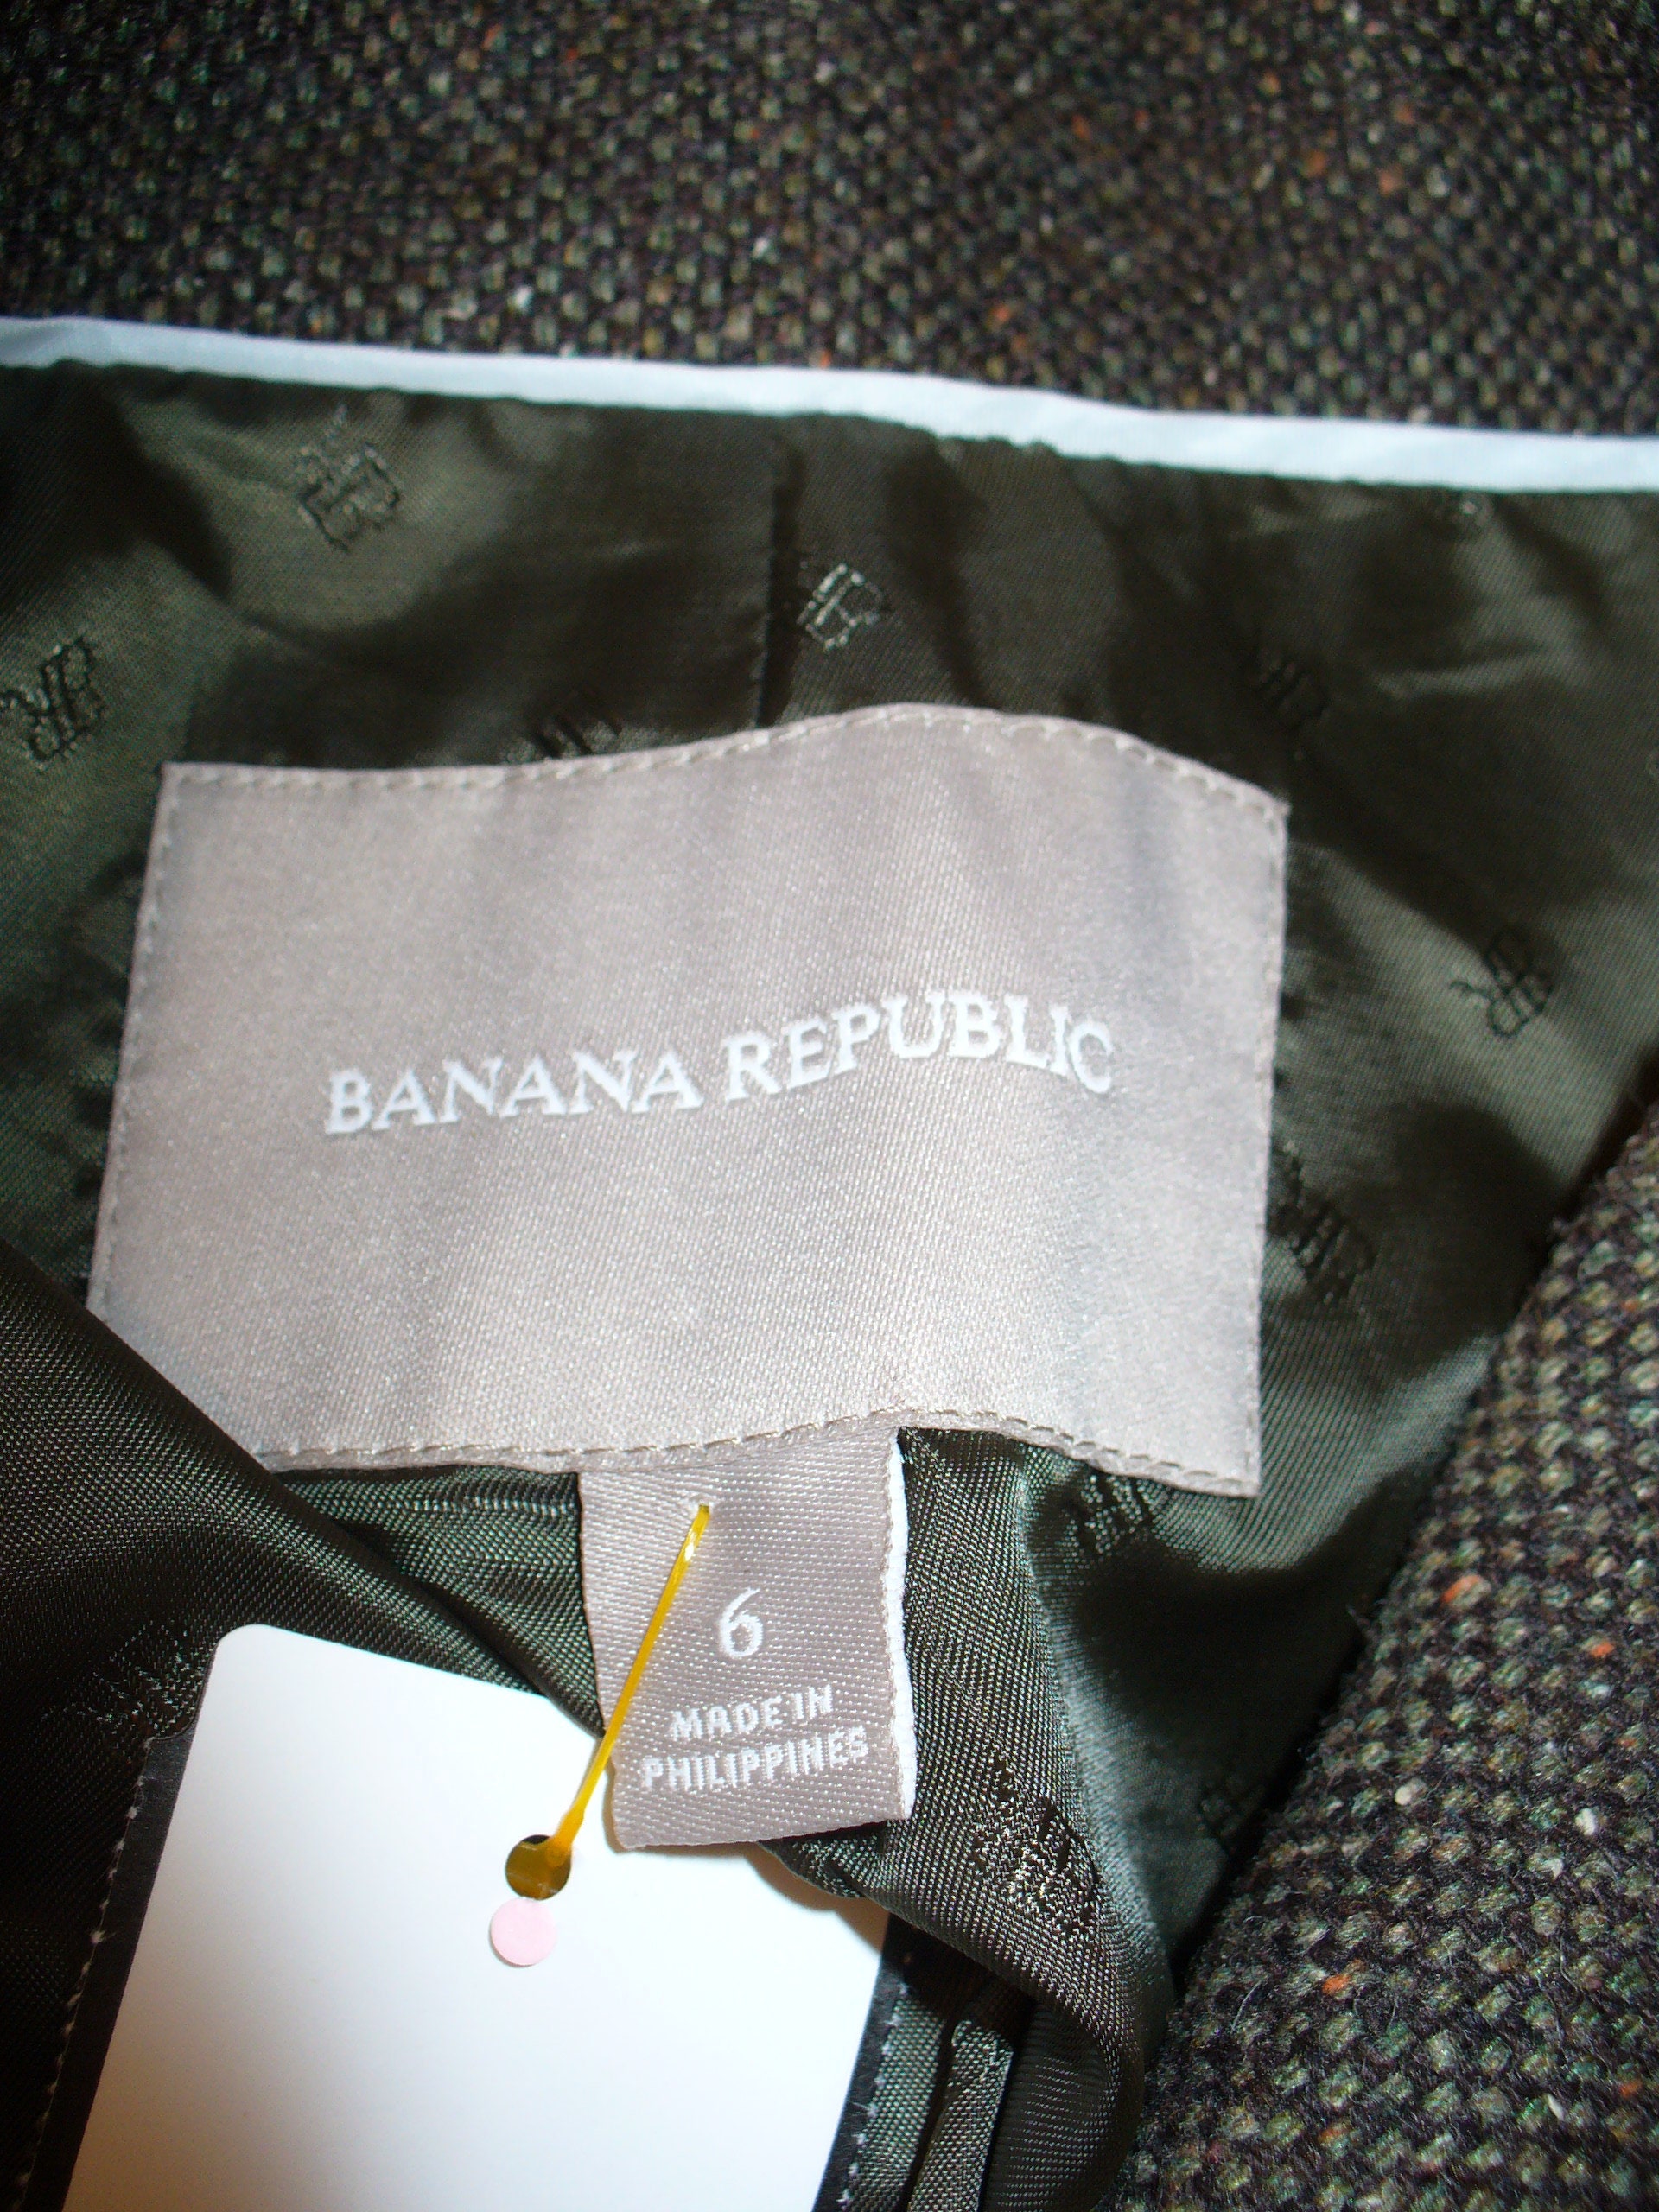 BANANA REPUBLIC
6
MADE IN
PHILIPPINES